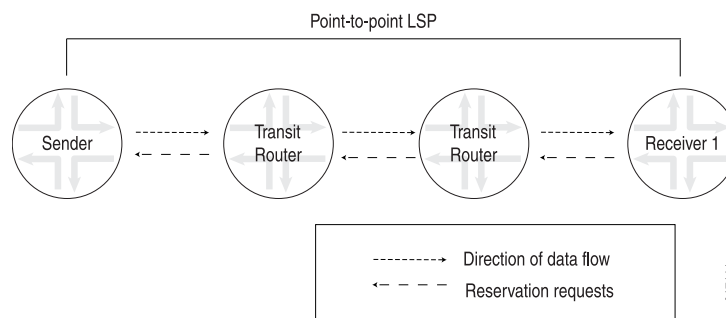 Point-to-point LSP
Sender
Transit
Router
Transit
Router
Receiver 1
Direction of data flow
Reservation requests